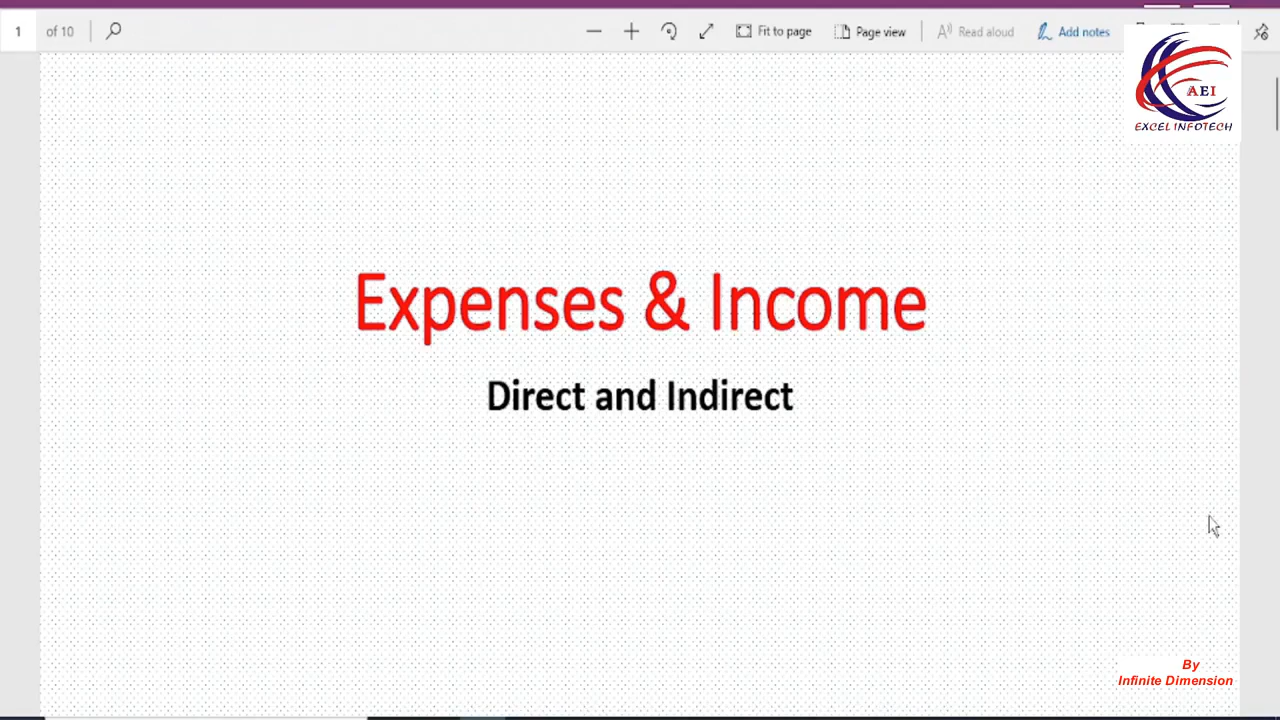 1 of 10 Fit to page Page view Read aloud Add notes
AEI
EXCEL INFOTECH
Expenses & Income
Direct and Indirect
By
Infinite Dimension